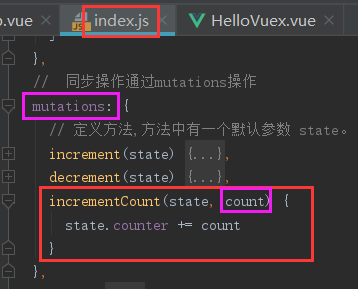 o.vue × index.js × HelloVuex.vue ×
},
// 同步操作通过mutations操作
mutations: {
// 定义方法,方法中有一个默认参数 state。
increment(state) {...},
decrement(state) {...},
incrementCount(state, count) {
state.counter += count
}
},